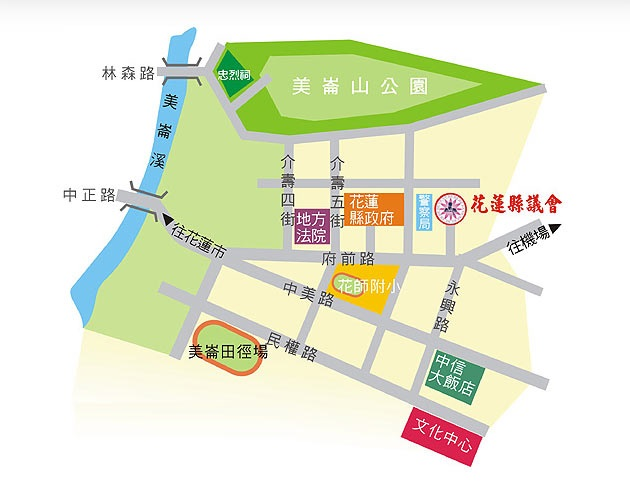 林森路
忠烈祠
美崙山公園
美崙溪
中正路
介壽四街
介壽五街
地方
法院
花蓮
縣政府
警察局
花蓮縣議會
往花蓮市
府前路
往機場
中美路
花師附小
永興路
美崙田徑場
民權路
中信
大飯店
文化中心